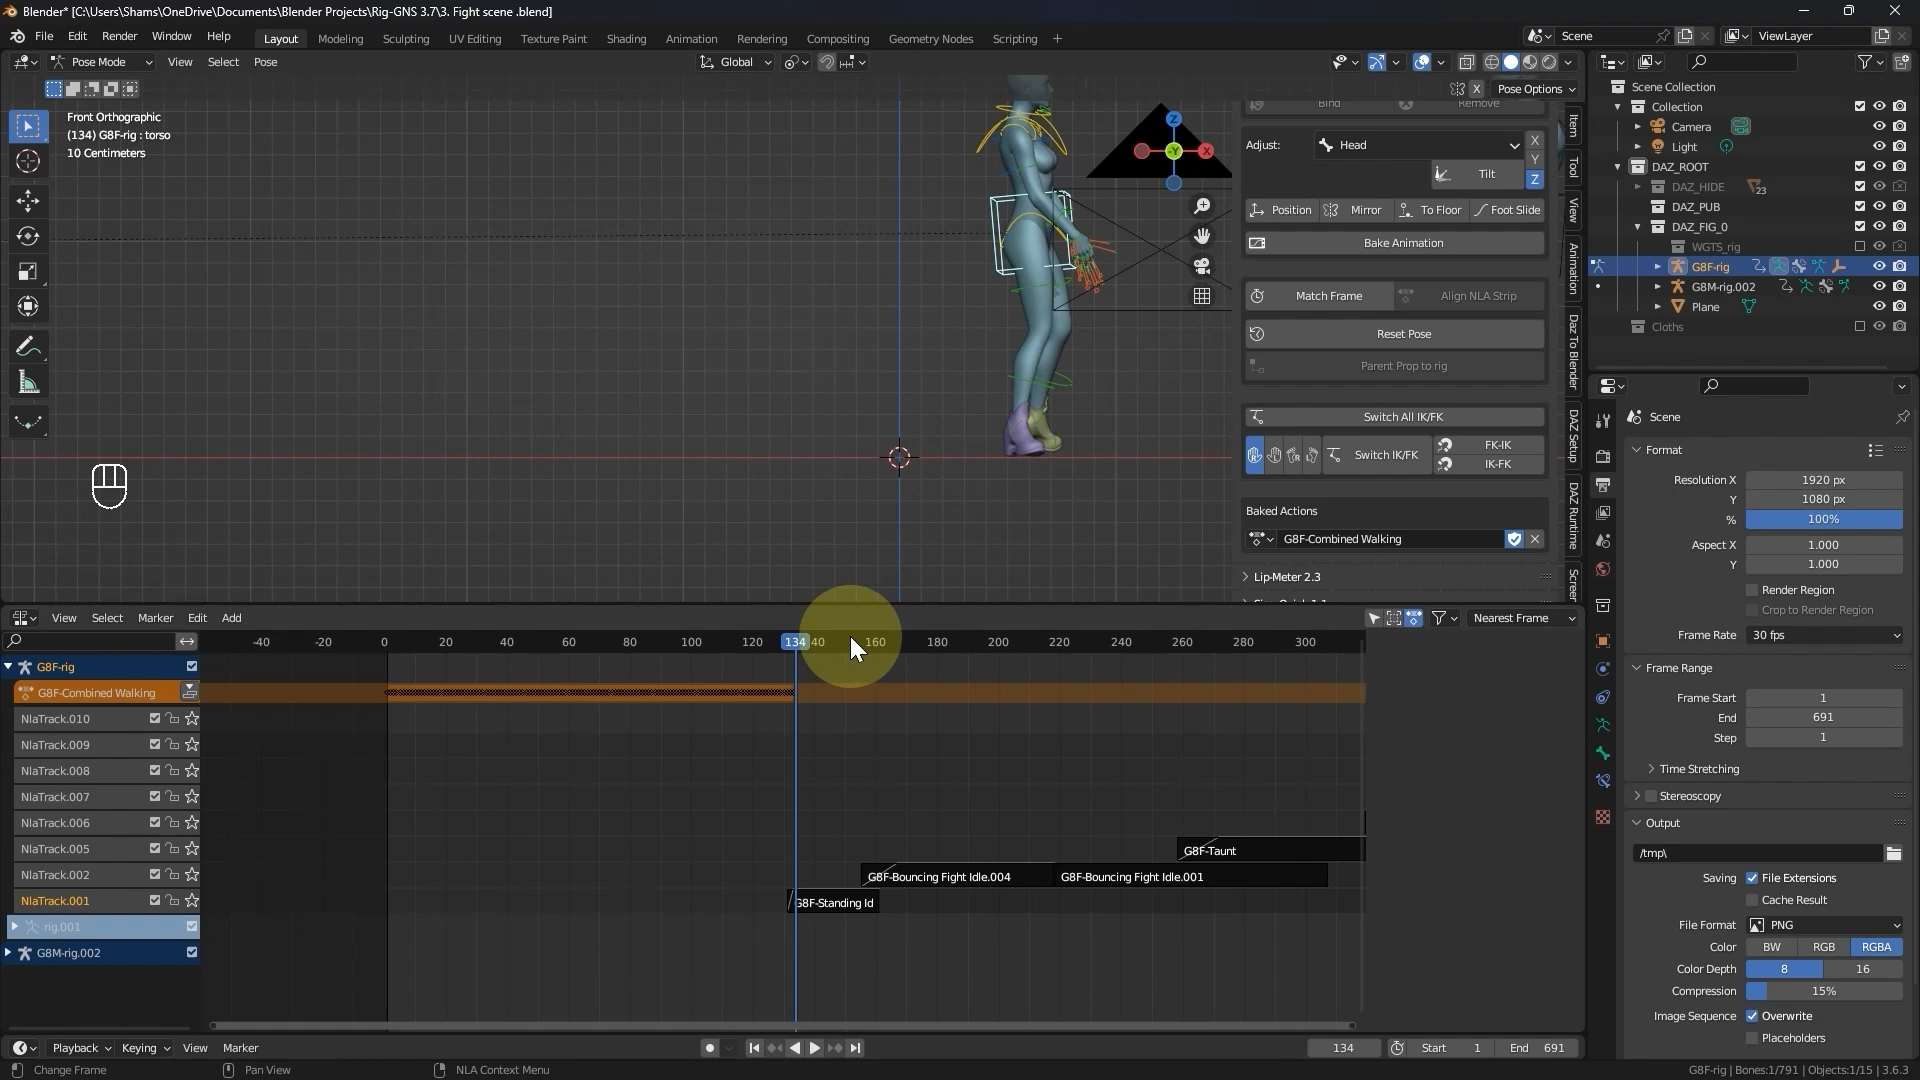 Blender* [C:\Users\Shams\OneDrive\Documents\Blender Projects\Rig-GNS 3.7\3. Fight scene .blend]
File Edit Render Window Help Layout Modeling Sculpting UV Editing Texture Paint Shading Animation Rendering Compositing Geometry Nodes Scripting + Scene ViewLayer
Pose Mode View Select Pose Global
X Pose Options
Front Orthographic
(134) G8F-rig : torso
10 Centimeters
Z
-Y X
Bind Remove
Adjust: Head X
Y
Tilt Z
Position Mirror To Floor Foot Slide
Bake Animation
Match Frame Align NLA Strip
Reset Pose
Parent Prop to rig
Switch All IK/FK
Switch IK/FK FK-IK
IK-FK
Baked Actions
G8F-Combined Walking
Lip-Meter 2.3
Item
Tool
View
Animation
Daz To Blender
DAZ Setup
DAZ Runtime
Screen
Scene Collection
Collection
Camera
Light
DAZ_ROOT
DAZ_HIDE 23
DAZ_PUB
DAZ_FIG_0
WGTS_rig
G8F-rig
G8M-rig.002
Plane
Cloths
Scene
Format
Resolution X 1920 px
Y 1080 px
% 100%
Aspect X 1.000
Y 1.000
Render Region
Crop to Render Region
Frame Rate 30 fps
Frame Range
Frame Start 1
End 691
Step 1
Time Stretching
Stereoscopy
Output
/tmp\
Saving File Extensions
Cache Result
File Format PNG
Color BW RGB RGBA
Color Depth 8 16
Compression 15%
Image Sequence Overwrite
Placeholders
View Select Marker Edit Add Nearest Frame
-40 -20 0 20 40 60 80 100 120 134 40 160 180 200 220 240 260 280 300
G8F-rig
G8F-Combined Walking
NlaTrack.010
NlaTrack.009
NlaTrack.008
NlaTrack.007
NlaTrack.006
NlaTrack.005 G8F-Taunt
NlaTrack.002 G8F-Bouncing Fight Idle.004 G8F-Bouncing Fight Idle.001
NlaTrack.001 G8F-Standing Id
rig.001
G8M-rig.002
Playback Keying View Marker 134 Start 1 End 691
Change Frame Pan View NLA Context Menu G8F-rig | Bones:1/791 | Objects:1/15 | 3.6.3